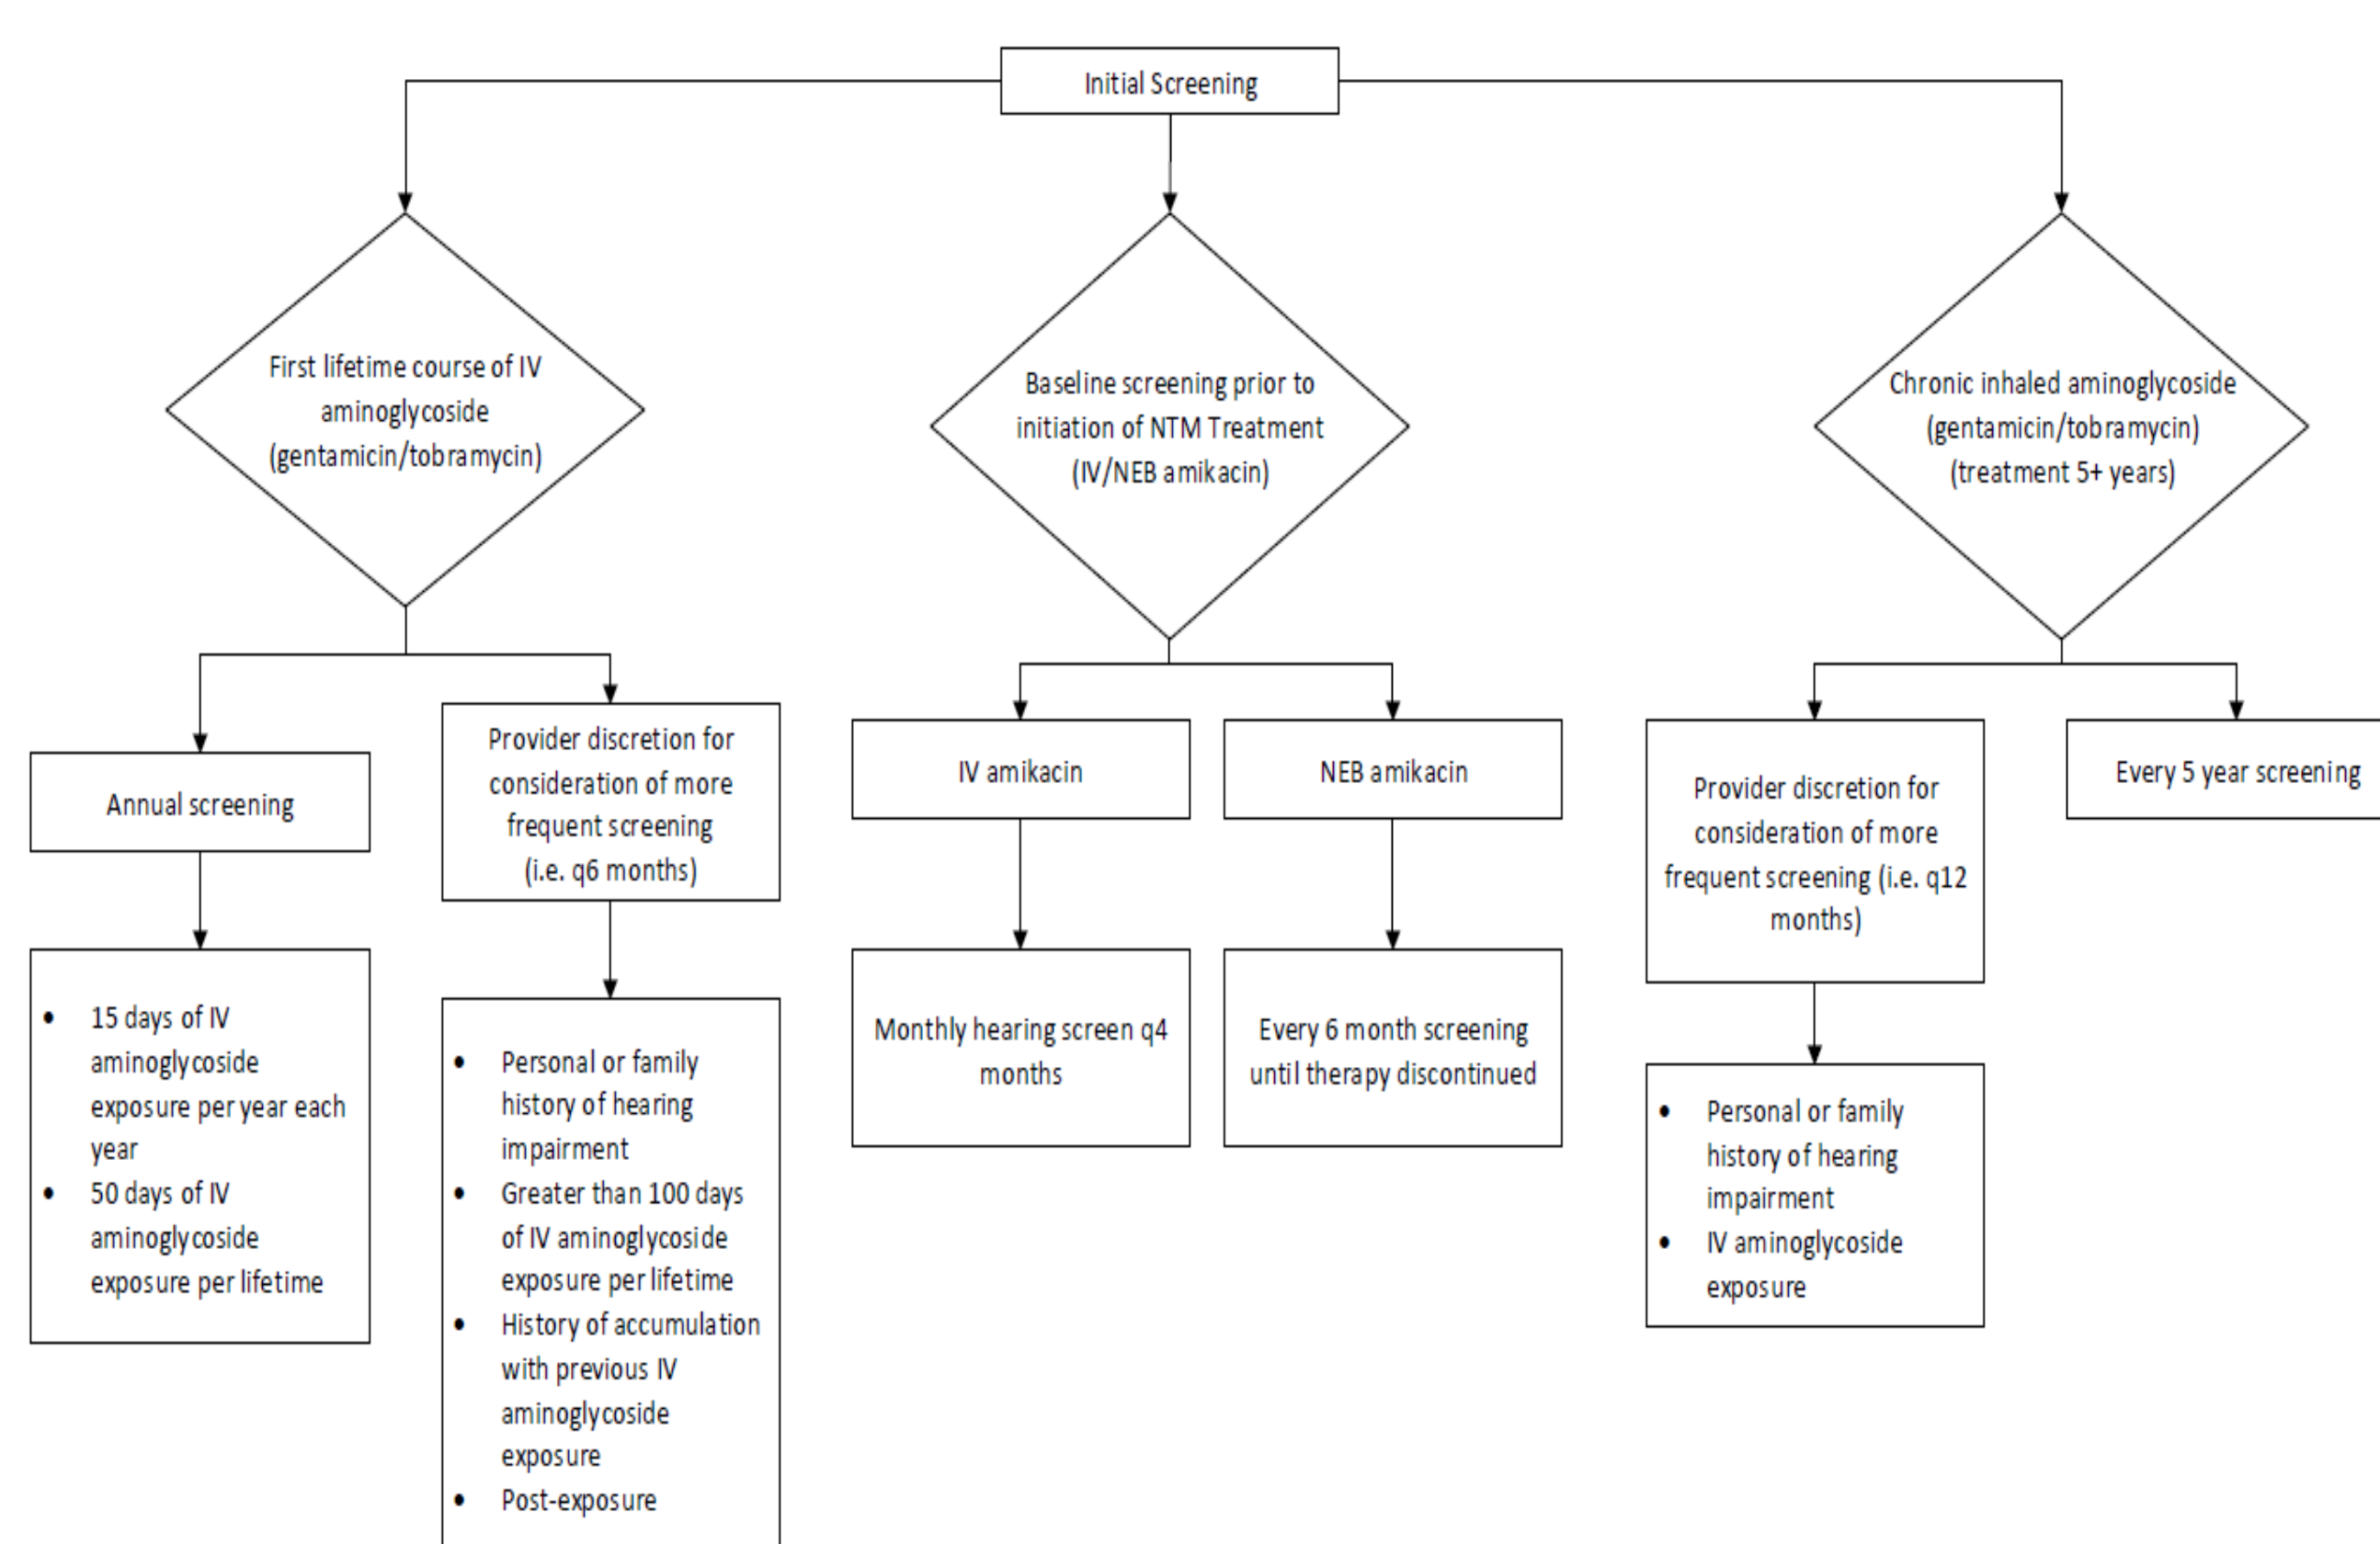 Initial Screening
First lifetime course of IV
aminoglycoside
(gentamicin/tobramycin)
Baseline screening prior to
initiation of NTM Treatment
(IV/NEB amikacin)
Chronic inhaled aminoglycoside
(gentamicin/tobramycin)
(treatment 5+ years)
Annual screening
Provider discretion for
consideration of more
frequent screening
(i.e. q6 months)
IV amikacin
NEB amikacin
Provider discretion for
consideration of more
frequent screening (i.e. q12
months)
Every 5 year screening
• 15 days of IV
aminoglycoside
exposure per year each
year
• 50 days of IV
aminoglycoside
exposure per lifetime
• Personal or family
history of hearing
impairment
• Greater than 100 days
of IV aminoglycoside
exposure per lifetime
• History of accumulation
with previous IV
aminoglycoside
exposure
• Post-exposure
Monthly hearing screen q4
months
Every 6 month screening
until therapy discontinued
• Personal or family
history of hearing
impairment
• IV aminoglycoside
exposure